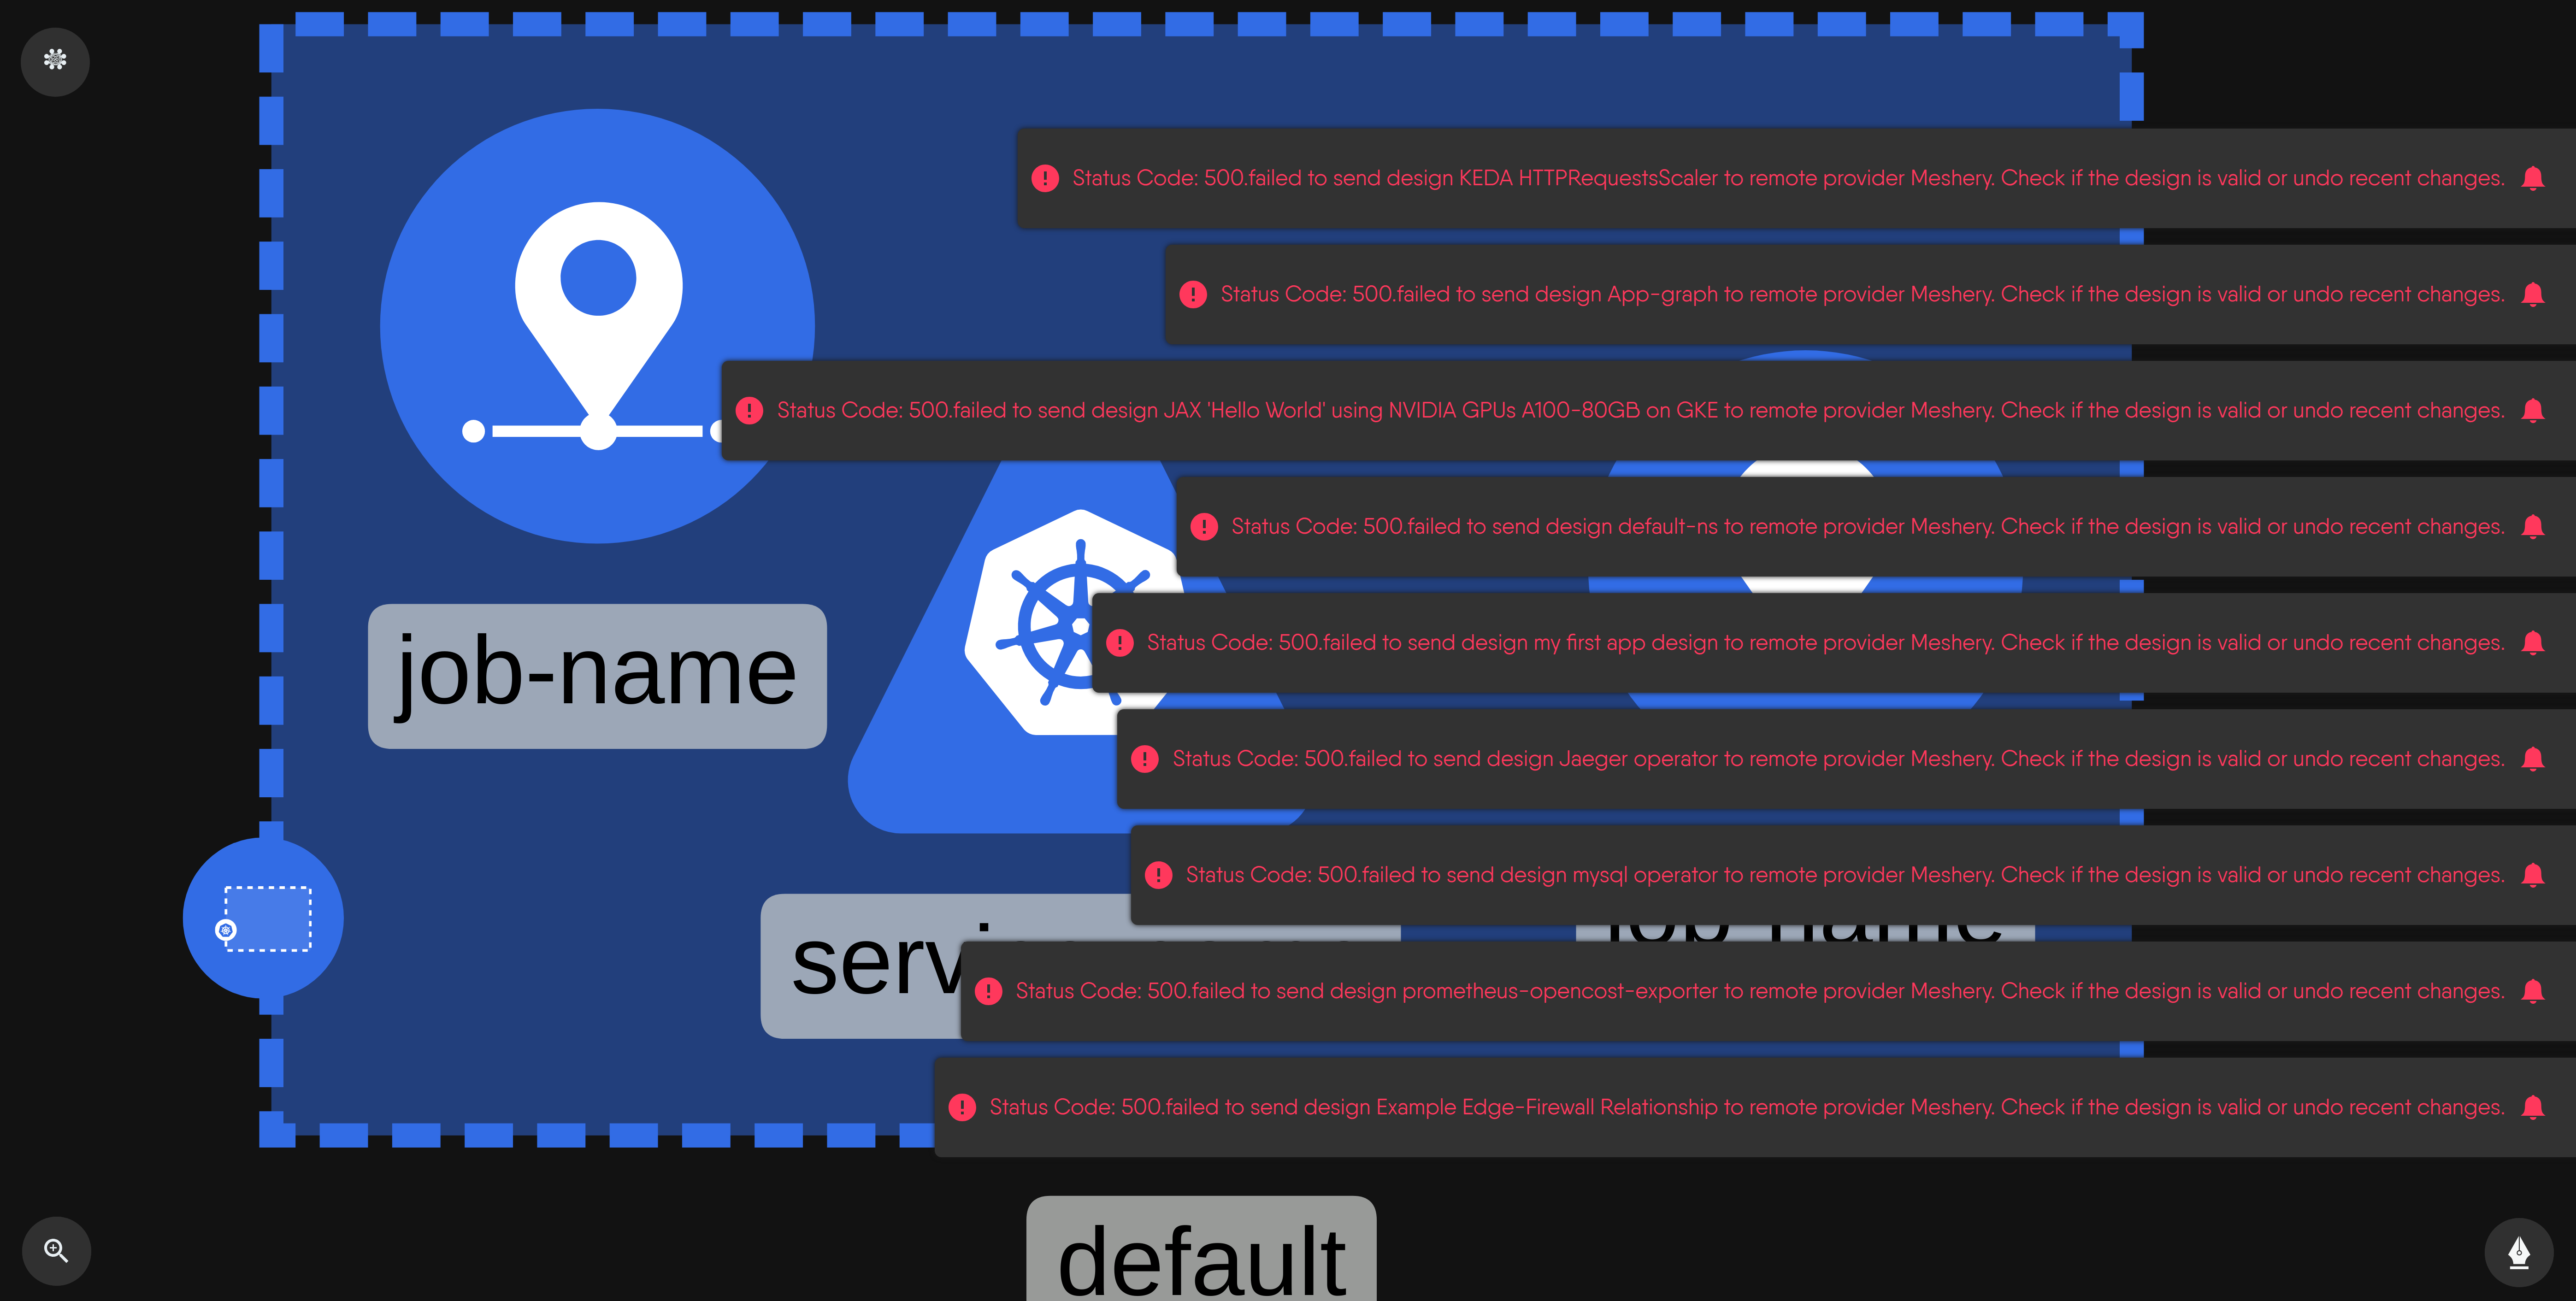 Status Code: 500.failed to send design KEDA HTTPRequestsScaler to remote provider Meshery. Check if the design is valid or undo recent changes.
Status Code: 500.failed to send design App-graph to remote provider Meshery. Check if the design is valid or undo recent changes.
Status Code: 500.failed to send design JAX 'Hello World' using NVIDIA GPUs A100-80GB on GKE to remote provider Meshery. Check if the design is valid or undo recent changes.
Status Code: 500.failed to send design default-ns to remote provider Meshery. Check if the design is valid or undo recent changes.
Status Code: 500.failed to send design my first app design to remote provider Meshery. Check if the design is valid or undo recent changes.
job-name
Status Code: 500.failed to send design Jaeger operator to remote provider Meshery. Check if the design is valid or undo recent changes.
Status Code: 500.failed to send design mysql operator to remote provider Meshery. Check if the design is valid or undo recent changes.
job-name
Status Code: 500.failed to send design prometheus-opencost-exporter to remote provider Meshery. Check if the design is valid or undo recent changes.
Status Code: 500.failed to send design Example Edge-Firewall Relationship to remote provider Meshery. Check if the design is valid or undo recent changes.
default